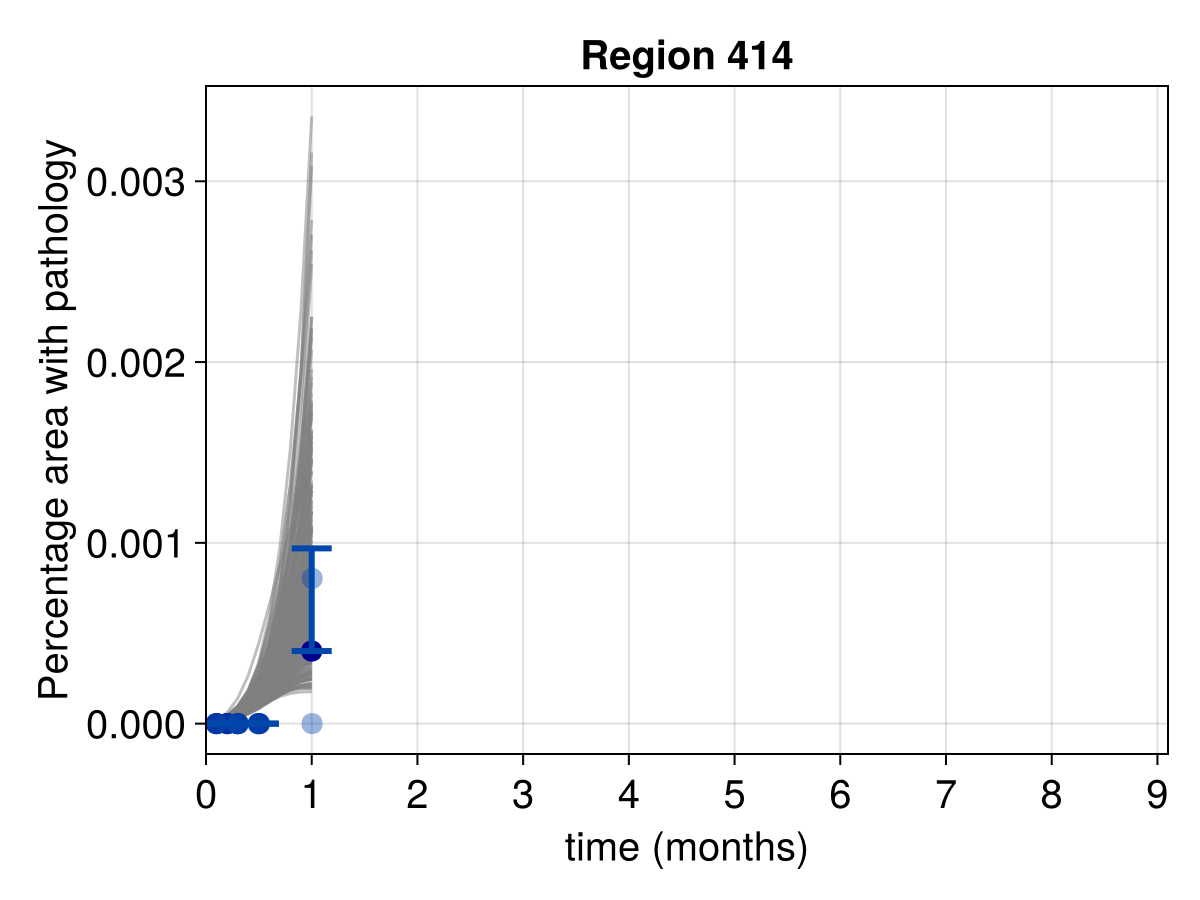 Region 414
Percentage area with pathology
0.003
0.002
0.001
0.000
0 1 2 3 4 5 6 7 8 9
time (months)